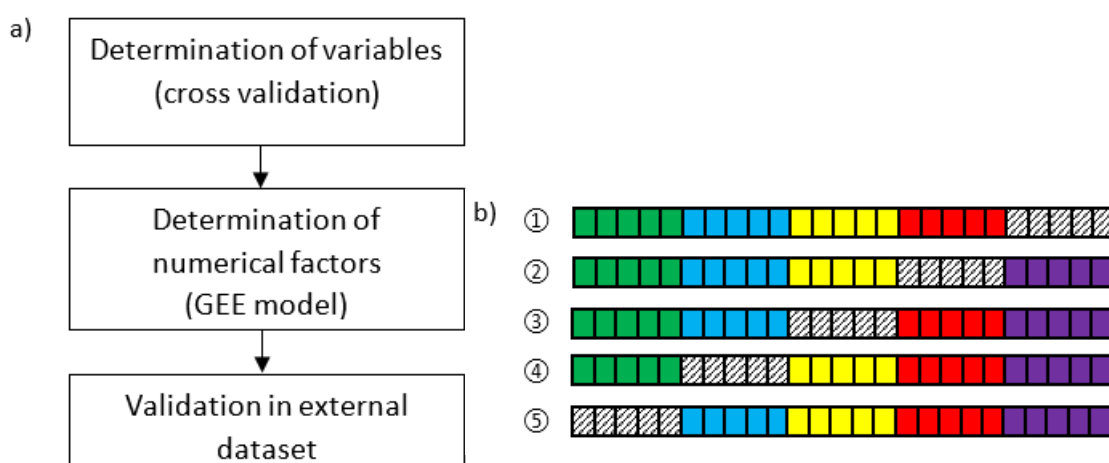 a)
Determination of variables
(cross validation)
Determination of
numerical factors
(GEE model)
Validation in external
dataset
b)
①
②
③
④
⑤